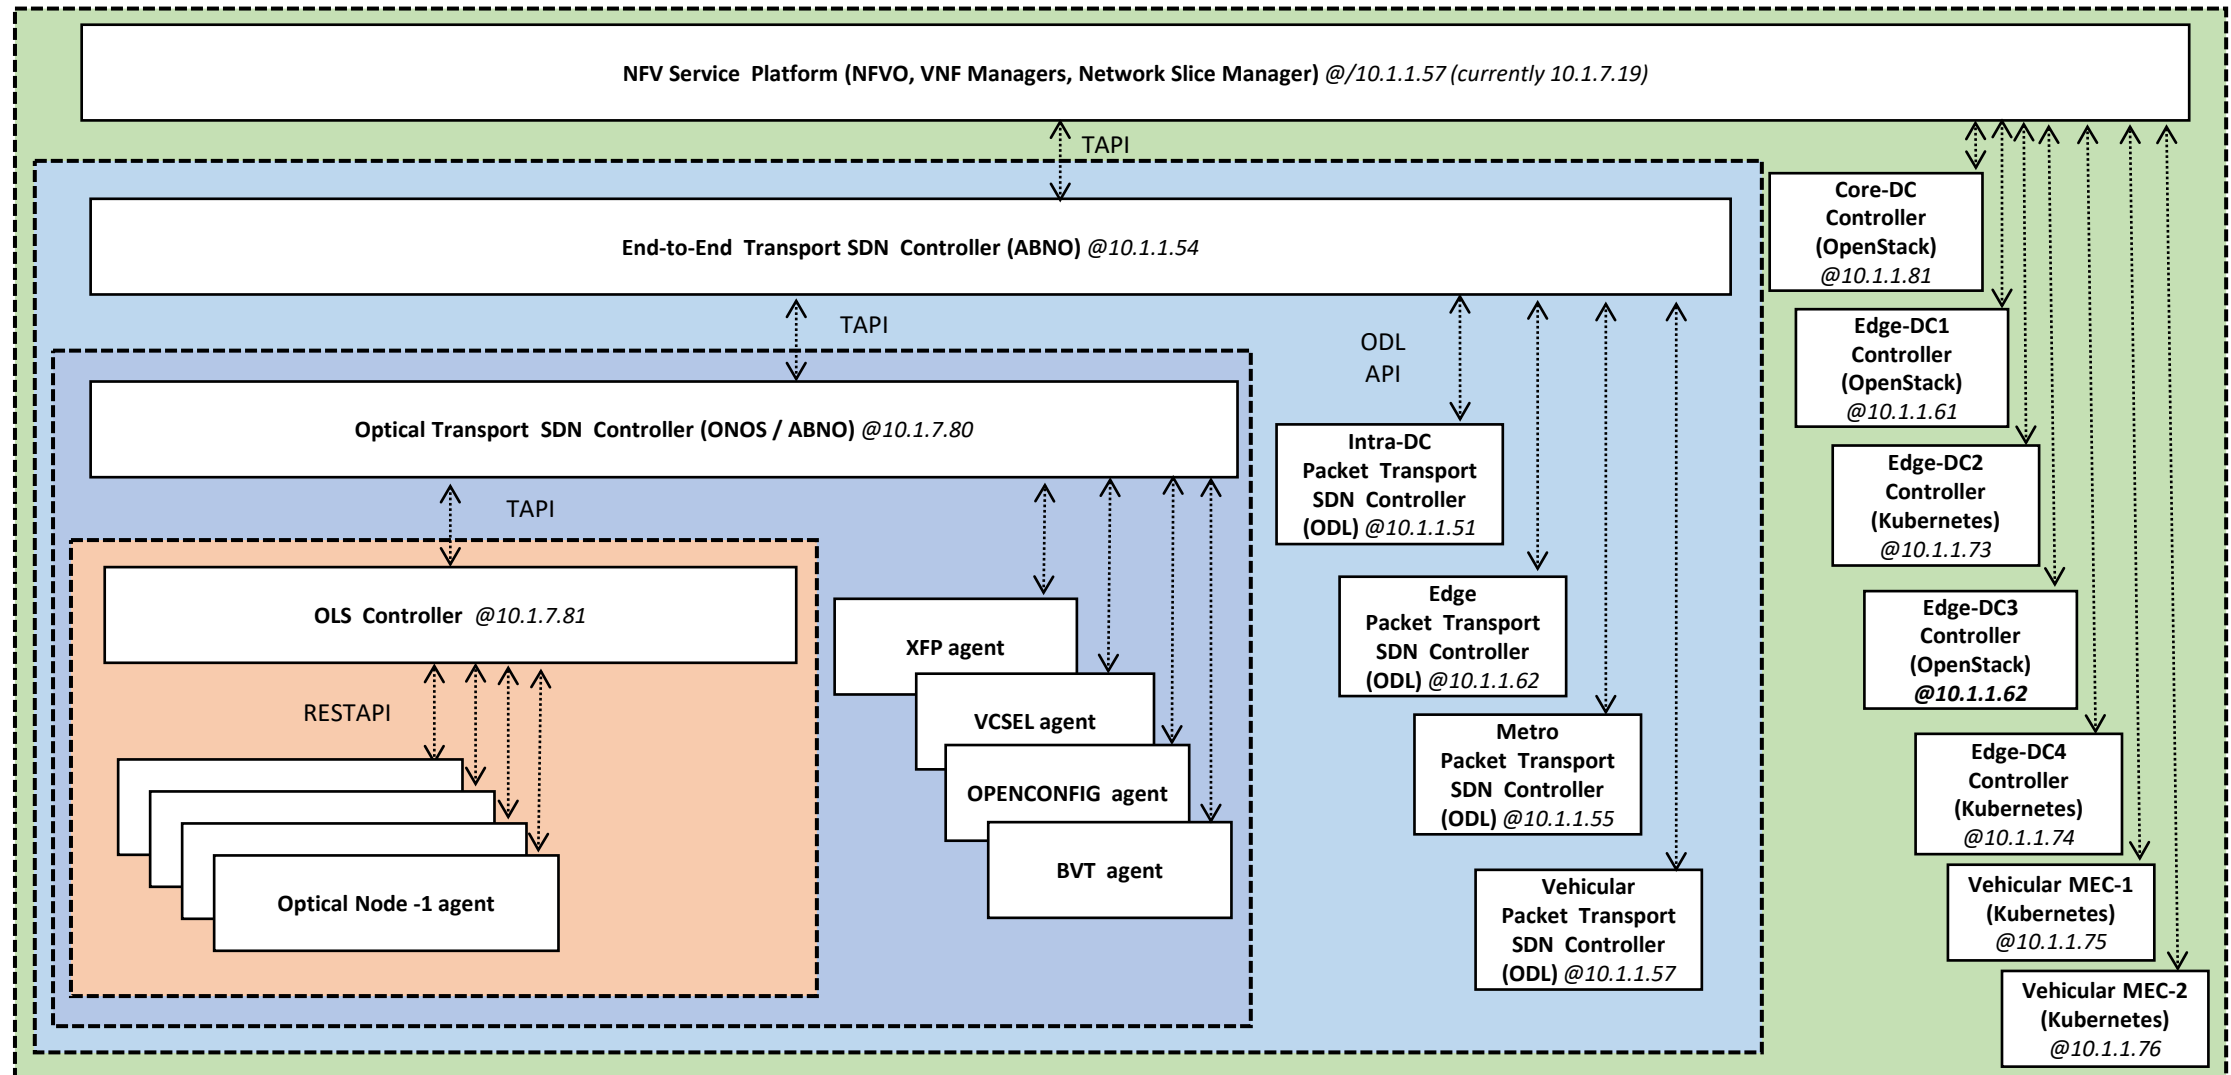 NFV Service Platform (NFVO, VNF Managers, Network Slice Manager) @/10.1.1.57 (currently 10.1.7.19)
TAPI
End-to-End Transport SDN Controller (ABNO) @10.1.1.54
TAPI
Optical Transport SDN Controller (ONOS / ABNO) @10.1.7.80
TAPI
OLS Controller @10.1.7.81
RESTAPI
Optical Node -1 agent
XFP agent
VCSEL agent
OPENCONFIG agent
BVT agent
ODL
API
Intra-DC
Packet Transport
SDN Controller
(ODL) @10.1.1.51
Edge
Packet Transport
SDN Controller
(ODL) @10.1.1.62
Metro
Packet Transport
SDN Controller
(ODL) @10.1.1.55
Vehicular
Packet Transport
SDN Controller
(ODL) @10.1.1.57
Core-DC
Controller
(OpenStack)
@10.1.1.81
Edge-DC1
Controller
(OpenStack)
@10.1.1.61
Edge-DC2
Controller
(Kubernetes)
@10.1.1.73
Edge-DC3
Controller
(OpenStack)
@10.1.1.62
Edge-DC4
Controller
(Kubernetes)
@10.1.1.74
Vehicular MEC-1
(Kubernetes)
@10.1.1.75
Vehicular MEC-2
(Kubernetes)
@10.1.1.76